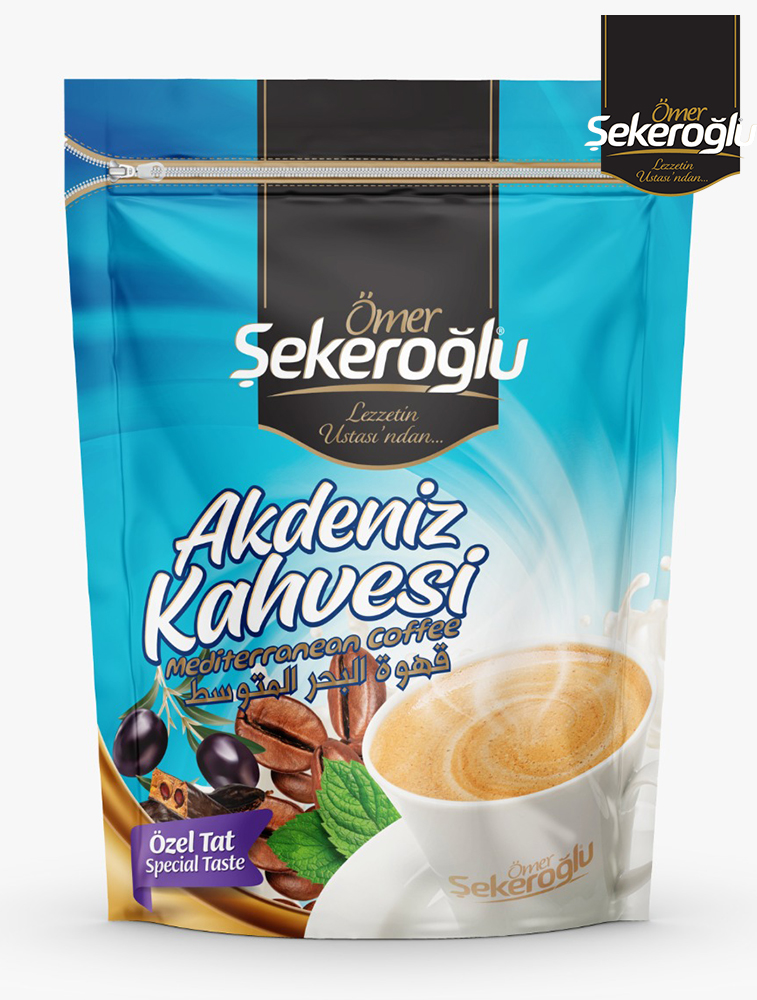 Ömer
Şekeroğlu
Lezzetin
Ustası'ndan...
Ömer
Şekeroğlu®
Lezzetin
Ustası'ndan...
Akdeniz
Kahvesi
Mediterranean Coffee
قهوة البحر المتوسط
Özel Tat
Special Taste
Ömer
Şekeroğlu